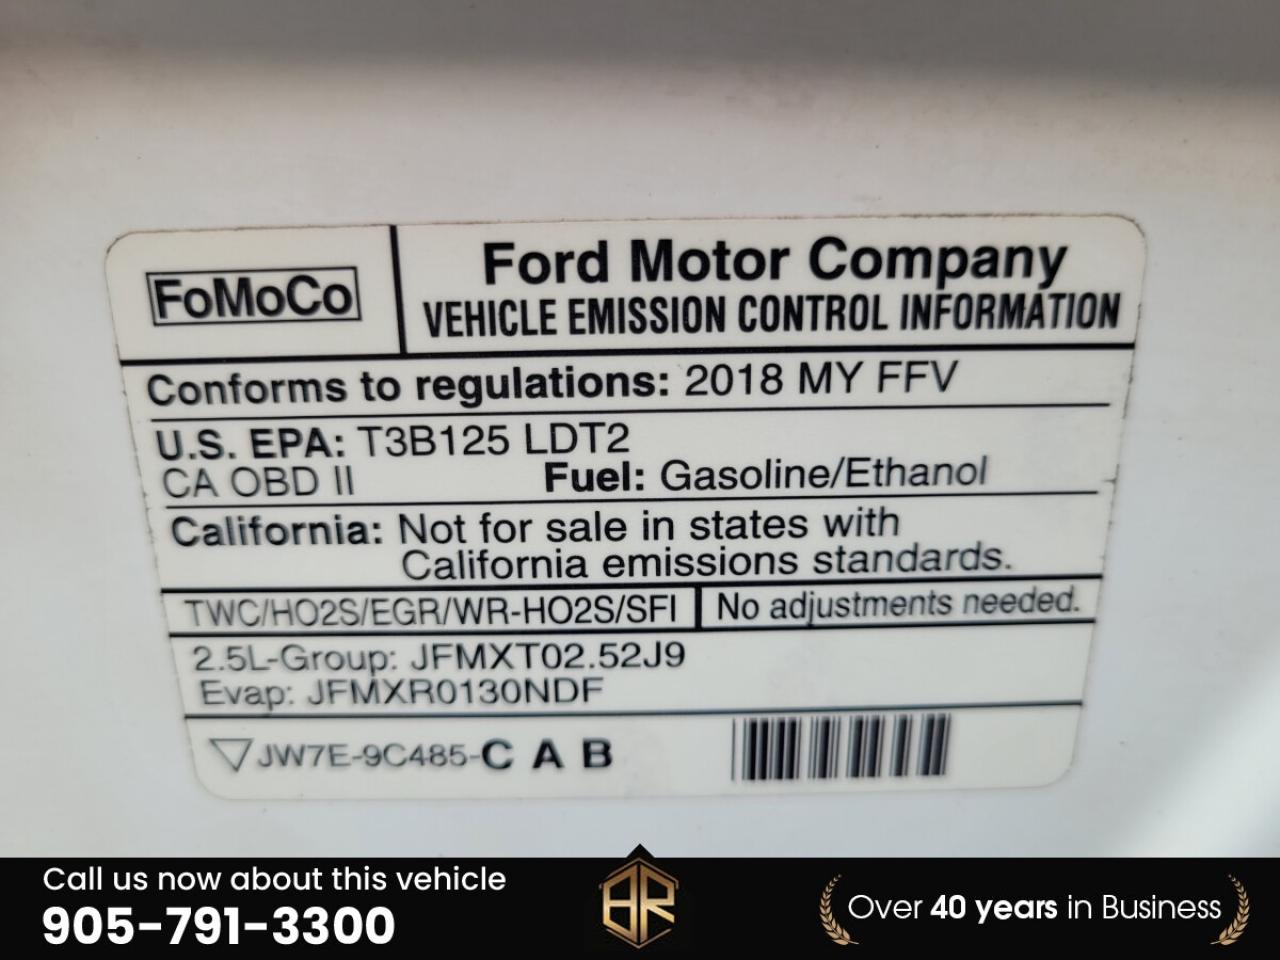 FoMoCo
Ford Motor Company
VEHICLE EMISSION CONTROL INFORMATION
Conforms to regulations: 2018 MY FFV
U.S. EPA: T3B125 LDT2
CA OBD II Fuel: Gasoline/Ethanol
California: Not for sale in states with
California emissions standards.
TWC/HO2S/EGR/WR-HO2S/SFI No adjustments needed.
2.5L-Group: JFMXT02.52J9
Evap: JFMXR0130NDF
JW7E-9C485-C A B
Call us now about this vehicle
905-791-3300
BR
Over 40 years in Business